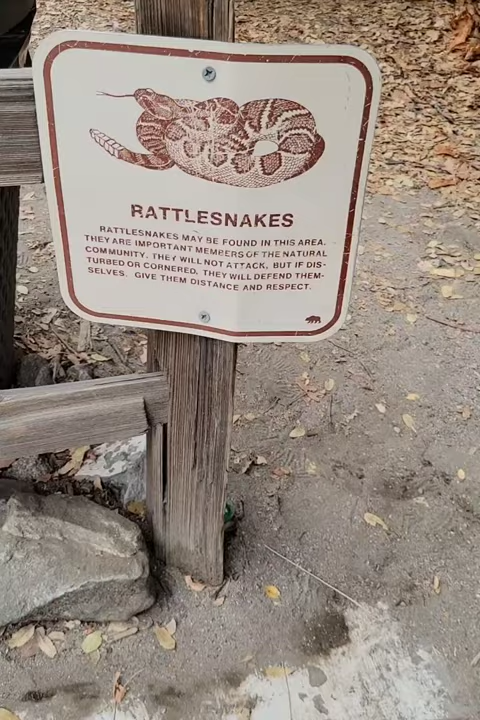 RATTLESNAKES
RATTLESNAKES MAY BE FOUND IN THIS AREA.
THEY ARE IMPORTANT MEMBERS OF THE NATURAL
COMMUNITY. THEY WILL NOT ATTACK, BUT IF DIS-
TURBED OR CORNERED, THEY WILL DEFEND THEM-
SELVES. GIVE THEM DISTANCE AND RESPECT.